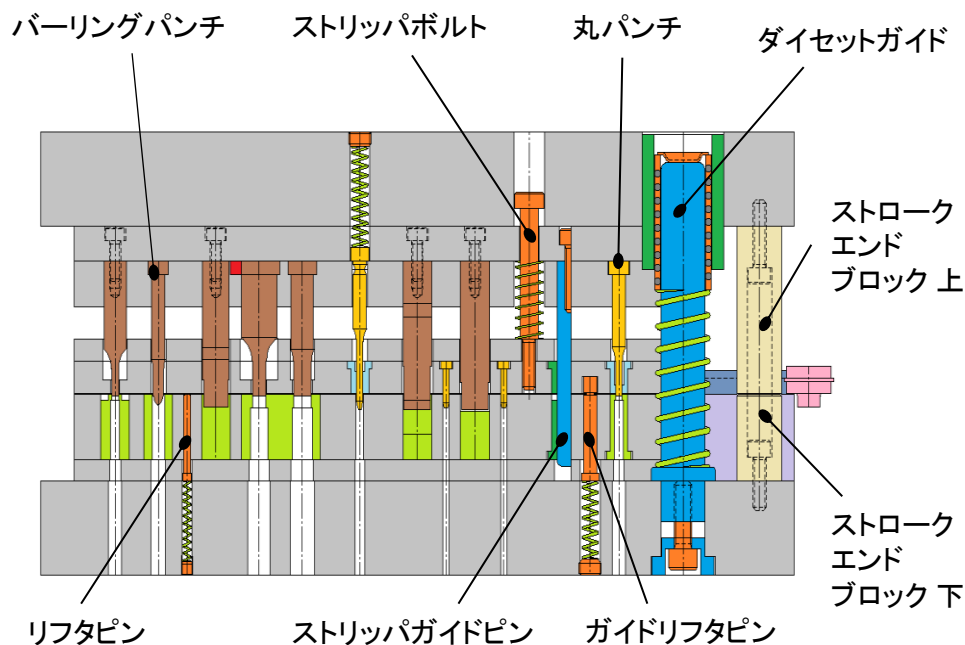 バーリングパンチ
ストリッパボルト
丸パンチ
ダイセットガイド
ストローク
エンド
ブロック 上
ストローク
エンド
ブロック 下
リフタピン
ストリッパガイドピン
ガイドリフタピン